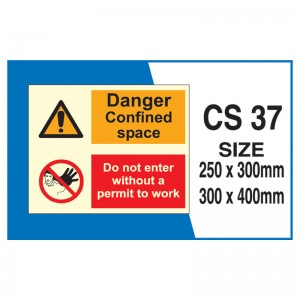 Danger
Confined
space
Do not enter
without a
permit to work
CS 37
SIZE
250 x 300mm
300 x 400mm